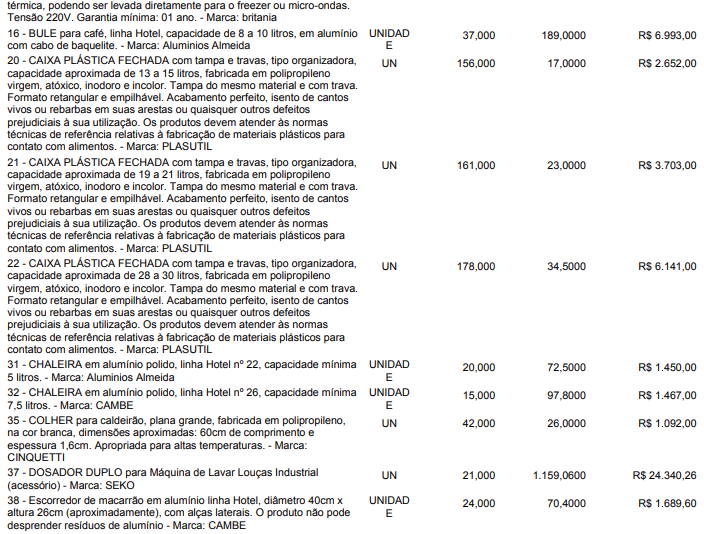 térmica, podendo ser levada diretamente para o freezer ou micro-ondas.
Tensão 220V. Garantia mínima: 01 ano. - Marca: britania
16 - BULE para café, linha Hotel, capacidade de 8 a 10 litros, em alumínio UNIDAD 37,000 189,0000 R$ 6.993,00
com cabo de baquelite. - Marca: Aluminios Almeida E
20 - CAIXA PLÁSTICA FECHADA com tampa e travas, tipo organizadora, UN 156,000 17,0000 R$ 2.652,00
capacidade aproximada de 13 a 15 litros, fabricada em polipropileno
virgem, atóxico, inodoro e incolor. Tampa do mesmo material e com trava.
Formato retangular e empilhável. Acabamento perfeito, isento de cantos
vivos ou rebarbas em suas arestas ou quaisquer outros defeitos
prejudiciais à sua utilização. Os produtos devem atender às normas
técnicas de referência relativas à fabricação de materiais plásticos para
contato com alimentos. - Marca: PLASUTIL
21 - CAIXA PLÁSTICA FECHADA com tampa e travas, tipo organizadora, UN 161,000 23,0000 R$ 3.703,00
capacidade aproximada de 19 a 21 litros, fabricada em polipropileno
virgem, atóxico, inodoro e incolor. Tampa do mesmo material e com trava.
Formato retangular e empilhável. Acabamento perfeito, isento de cantos
vivos ou rebarbas em suas arestas ou quaisquer outros defeitos
prejudiciais à sua utilização. Os produtos devem atender às normas
técnicas de referência relativas à fabricação de materiais plásticos para
contato com alimentos. - Marca: PLASUTIL
22 - CAIXA PLÁSTICA FECHADA com tampa e travas, tipo organizadora, UN 178,000 34,5000 R$ 6.141,00
capacidade aproximada de 28 a 30 litros, fabricada em polipropileno
virgem, atóxico, inodoro e incolor. Tampa do mesmo material e com trava.
Formato retangular e empilhável. Acabamento perfeito, isento de cantos
vivos ou rebarbas em suas arestas ou quaisquer outros defeitos
prejudiciais à sua utilização. Os produtos devem atender às normas
técnicas de referência relativas à fabricação de materiais plásticos para
contato com alimentos. - Marca: PLASUTIL
31 - CHALEIRA em alumínio polido, linha Hotel nº 22, capacidade mínima UNIDAD 20,000 72,5000 R$ 1.450,00
5 litros. - Marca: Aluminios Almeida E
32 - CHALEIRA em alumínio polido, linha Hotel nº 26, capacidade mínima UNIDAD 15,000 97,8000 R$ 1.467,00
7,5 litros. - Marca: CAMBE E
35 - COLHER para caldeirão, plana grande, fabricada em polipropileno, UN 42,000 26,0000 R$ 1.092,00
na cor branca, dimensões aproximadas: 60cm de comprimento e
espessura 1,6cm. Apropriada para altas temperaturas. - Marca:
CINQUETTI
37 - DOSADOR DUPLO para Máquina de Lavar Louças Industrial UN 21,000 1.159,0600 R$ 24.340,26
(acessório) - Marca: SEKO
38 - Escorredor de macarrão em alumínio linha Hotel, diâmetro 40cm x UNIDAD 24,000 70,4000 R$ 1.689,60
altura 26cm (aproximadamente), com alças laterais. O produto não pode E
desprender resíduos de alumínio - Marca: CAMBE